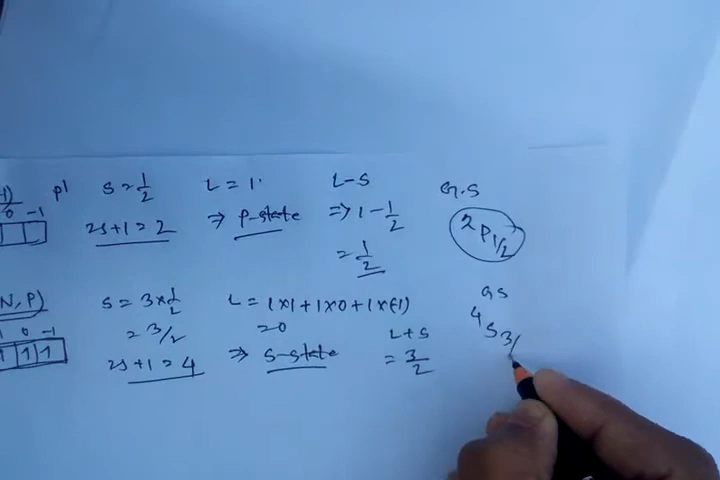 1) p1 s = 1/2 L = 1. L-S G.S
0 -1
2s+1 = 2 ⇒ p-state ⇒ 1 - 1/2 2P1/2
= 1/2
N, P) S = 3×1/2 L = 1×1 + 1×0 + 1×(-1) GS
0 -1 = 3/2 = 0 L+S 4S3/
1 1 1 2s+1 = 4 ⇒ S-state = 3/2